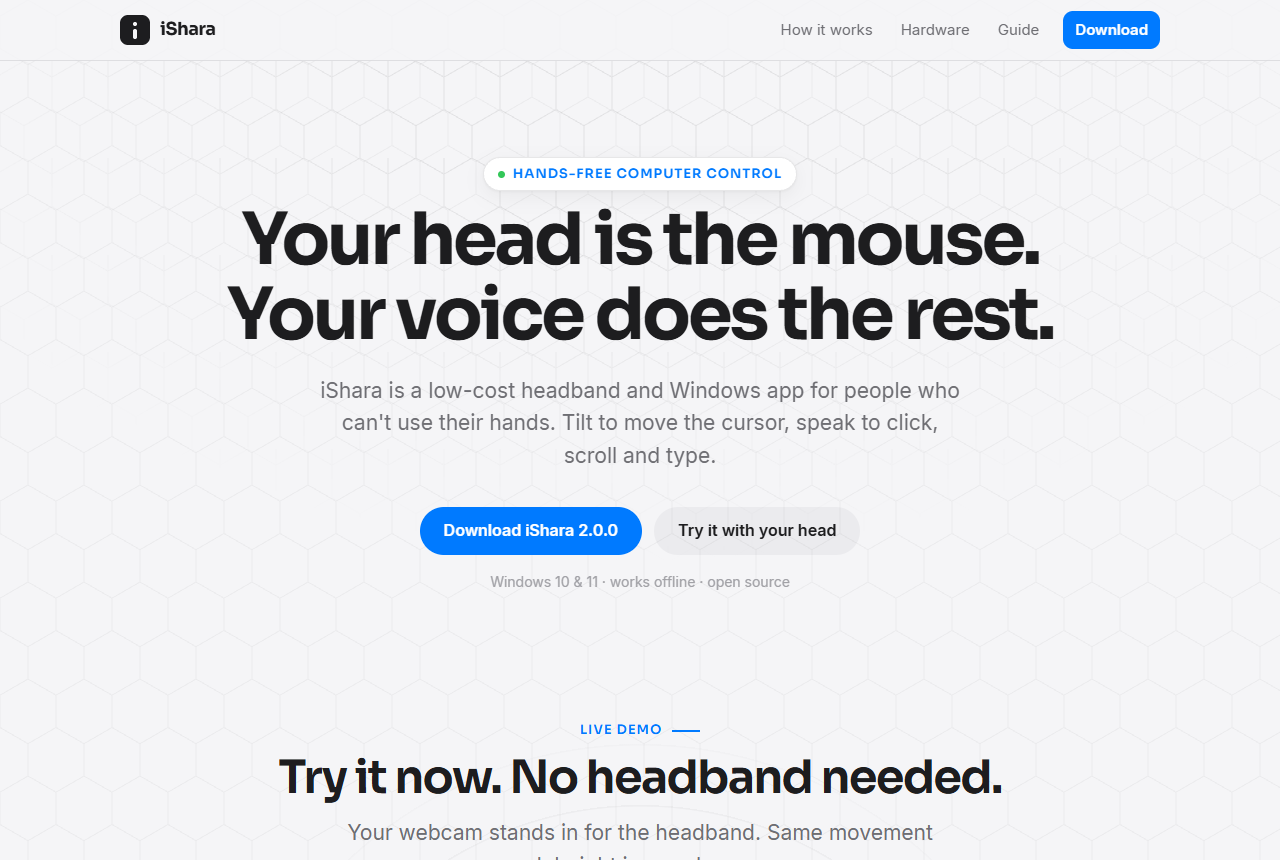 iShara
How it works
Hardware
Guide
Download
HANDS-FREE COMPUTER CONTROL
Your head is the mouse.
Your voice does the rest.
iShara is a low-cost headband and Windows app for people who
can't use their hands. Tilt to move the cursor, speak to click,
scroll and type.
Download iShara 2.0.0
Try it with your head
Windows 10 & 11 · works offline · open source
LIVE DEMO
Try it now. No headband needed.
Your webcam stands in for the headband. Same movement